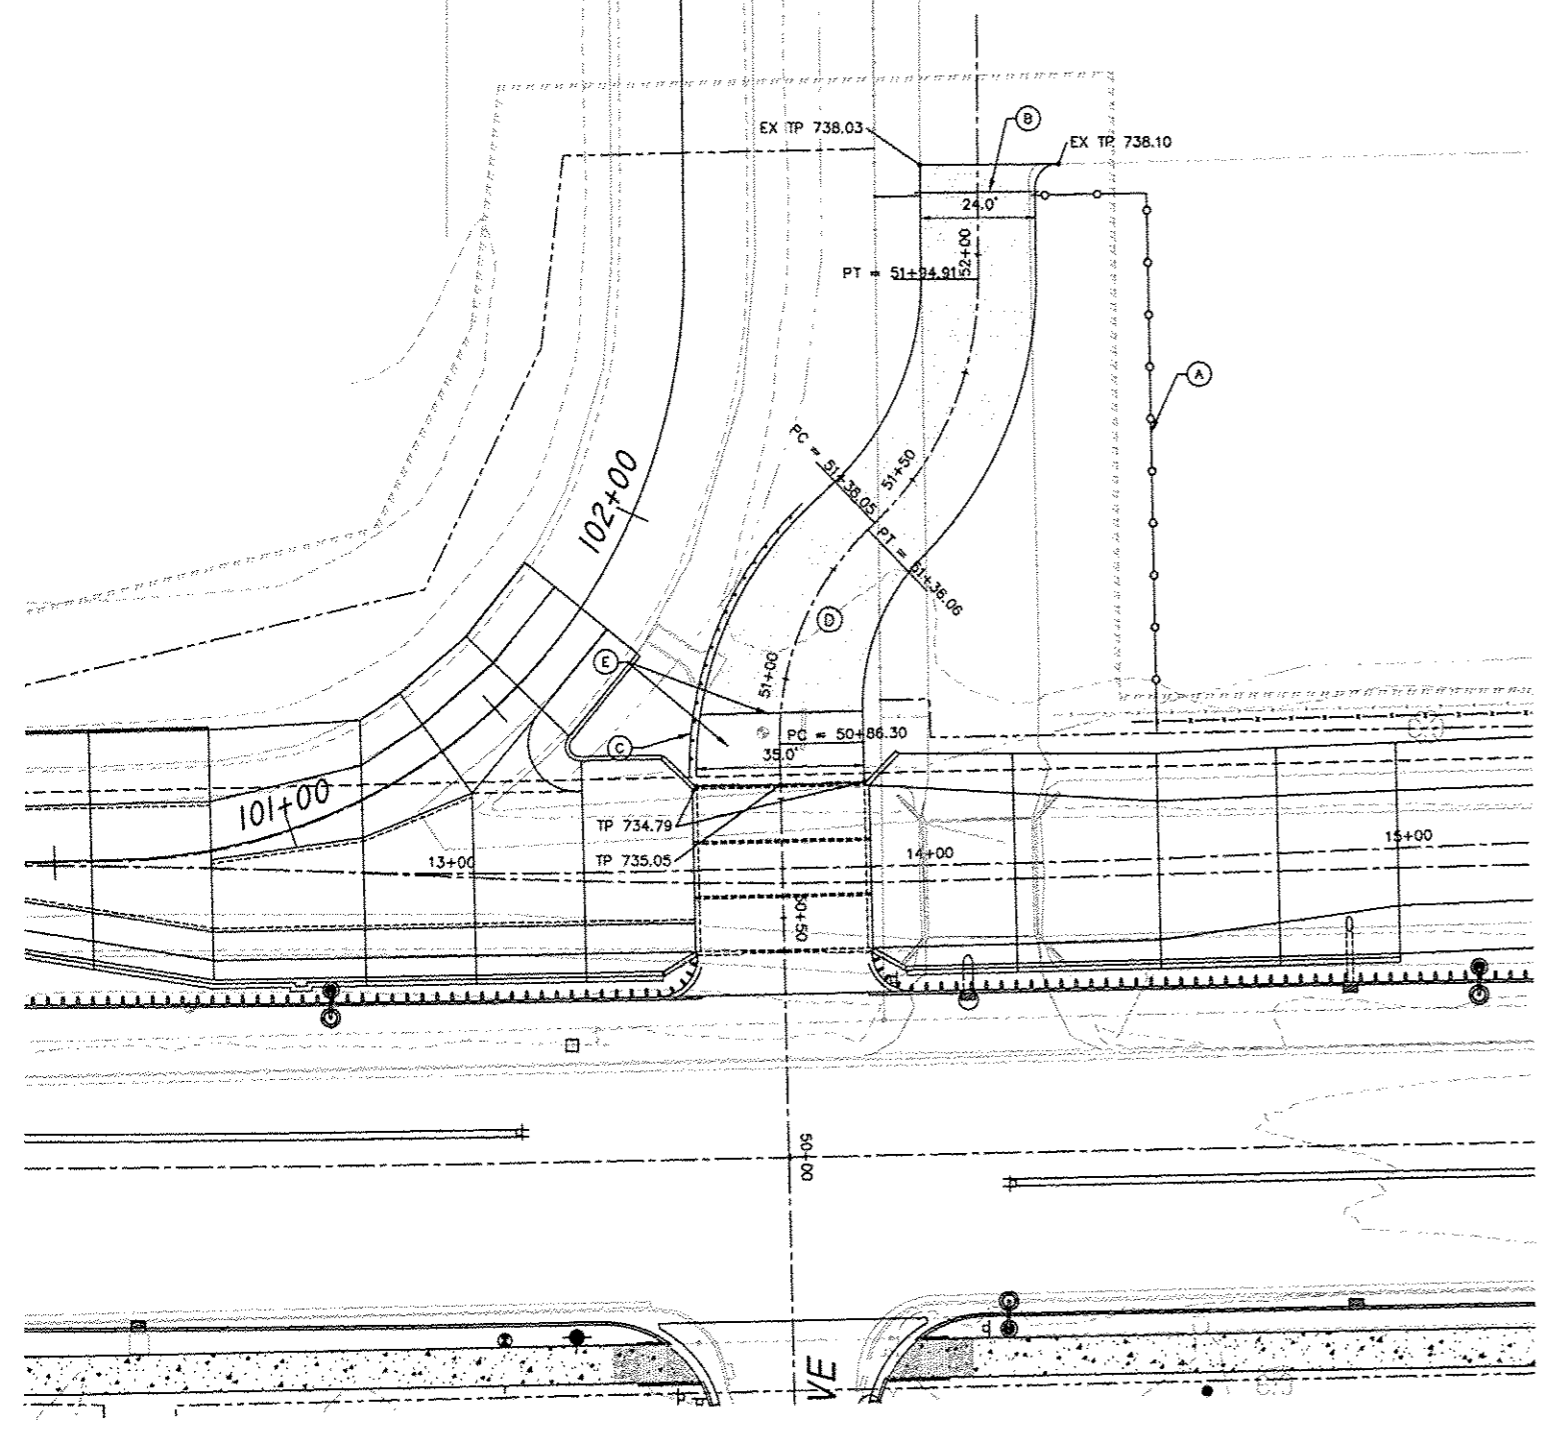 B
EX TP 738.03
EX TP 738.10
24.0'
52+00
PT = 51+94.91
A
PC = 51+38.05
51+50
102+00
PT = 51+36.06
D
E
51+00
C
PC = 50+86.30
35.0'
101+00
TP 734.79
13+00
TP 735.05
14+00
15+00
50+50
50+00
VE